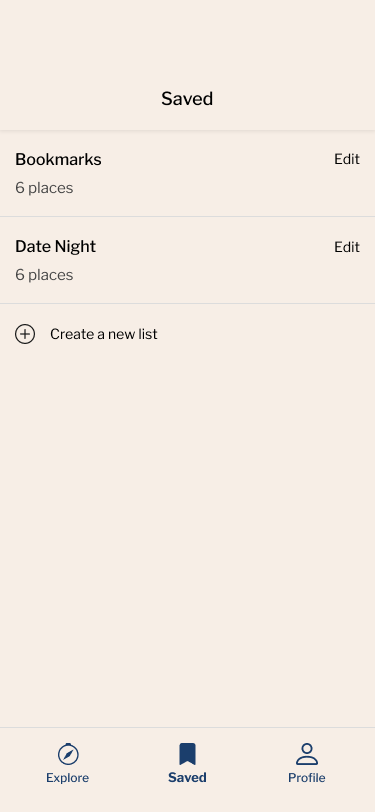 Saved
Bookmarks
Edit
6 places
Date Night
Edit
6 places
Create a new list
Explore
Saved
Profile